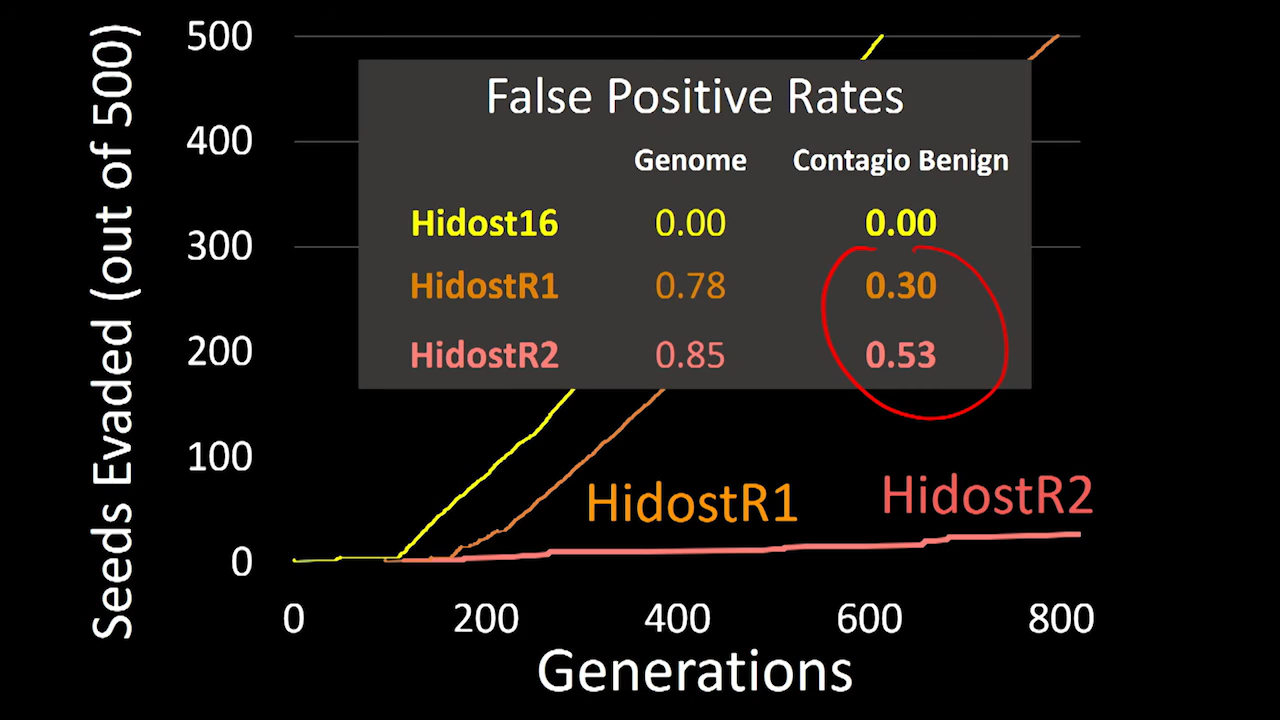 Seeds Evaded (out of 500)
500
400
300
200
100
0
False Positive Rates
Genome Contagio Benign
Hidost16 0.00 0.00
HidostR1 0.78 0.30
HidostR2 0.85 0.53
HidostR1
HidostR2
0 200 400 600 800
Generations